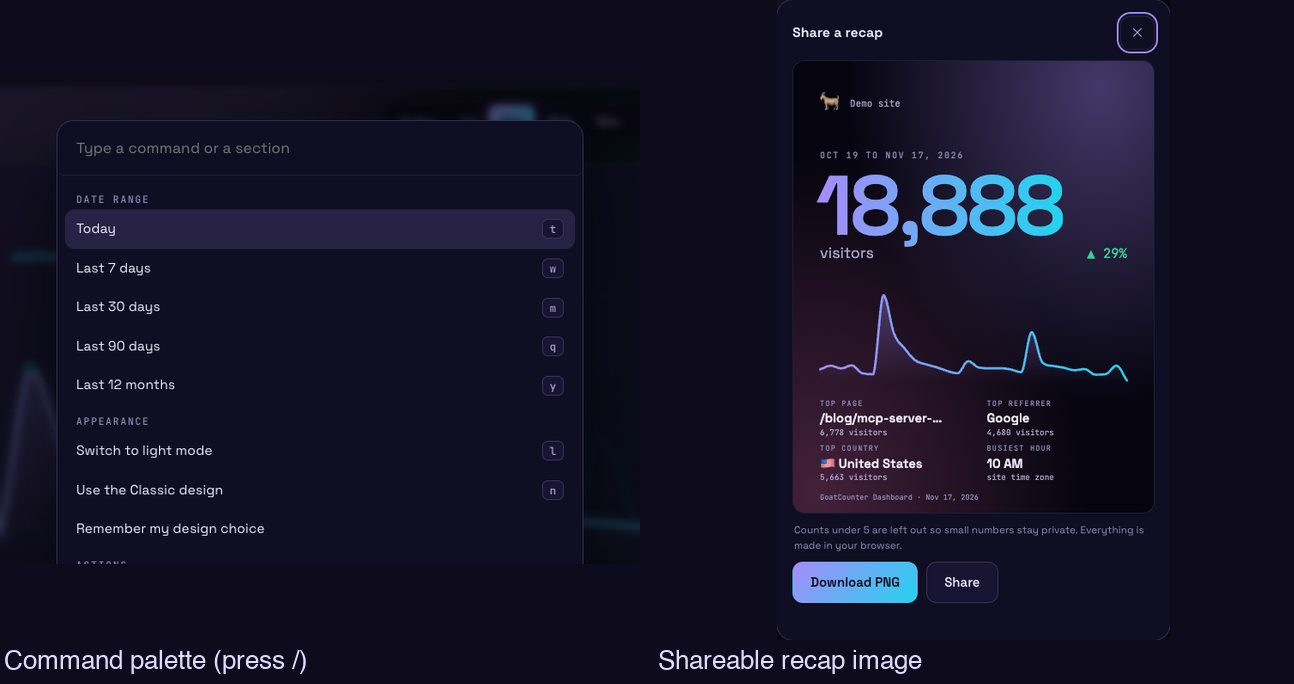 Type a command or a section
DATE RANGE
Today t
Last 7 days w
Last 30 days m
Last 90 days q
Last 12 months y
APPEARANCE
Switch to light mode l
Use the Classic design n
Remember my design choice
ACTIONS
Command palette (press /)
Share a recap
Demo site
OCT 19 TO NOV 17, 2026
18,888
visitors ▲ 29%
TOP PAGE
/blog/mcp-server-…
6,778 visitors
TOP REFERRER
Google
4,680 visitors
TOP COUNTRY
🇺🇸 United States
5,663 visitors
BUSIEST HOUR
10 AM
site time zone
GoatCounter Dashboard · Nov 17, 2026
Counts under 5 are left out so small numbers stay private. Everything is
made in your browser.
Download PNG
Share
Shareable recap image